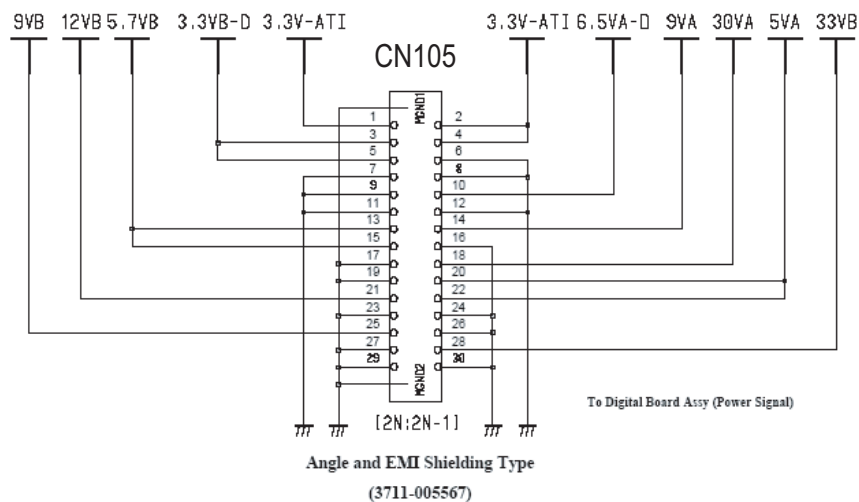 9VB 12VB 5.7VB 3.3VB-D 3.3V-ATI 3.3V-ATI 6.5VA-D 9VA 30VA 5VA 33VB
CN105
MGND1
1 2
3 4
5 6
7 8
9 10
11 12
13 14
15 16
17 18
19 20
21 22
23 24
25 26
27 28
29 30
MGND2
To Digital Board Assy (Power Signal)
[2N:2N-1]
Angle and EMI Shielding Type
(3711-005567)